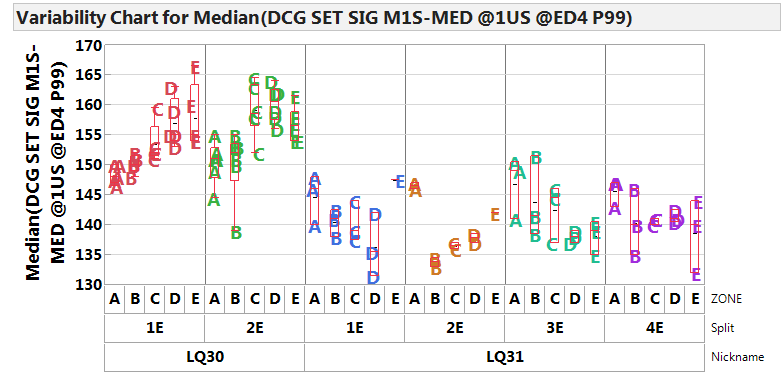 Variability Chart for Median(DCG SET SIG M1S-MED @1US @ED4 P99)
Median(DCG SET SIG M1S-
MED @1US @ED4 P99)
170
165
160
155
150
145
140
135
130
A B C D E A B C D E A B C D E A B C D E A B C D E A B C D E ZONE
1E 2E 1E 2E 3E 4E Split
LQ30 LQ31 Nickname